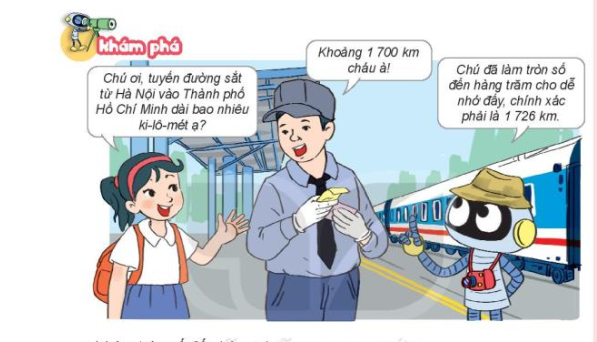 Khám phá
Chú ơi, tuyến đường sắt
từ Hà Nội vào Thành phố
Hồ Chí Minh dài bao nhiêu
ki-lô-mét ạ?
Khoảng 1 700 km
cháu à!
Chú đã làm tròn số
đến hàng trăm cho dễ
nhớ đấy, chính xác
phải là 1 726 km.